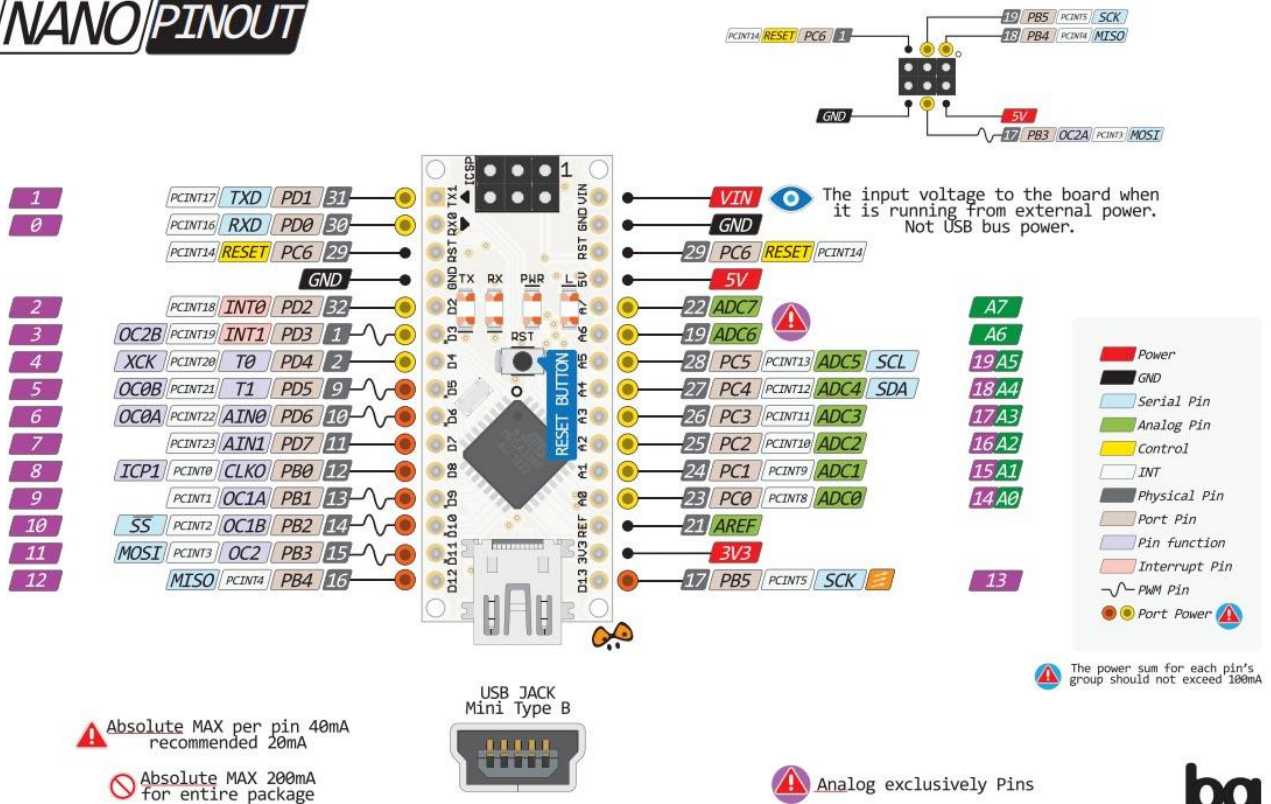 NANO PINOUT
19 PB5 PCINT5 SCK
PCINT14 RESET PC6 1
18 PB4 PCINT4 MISO
GND
5V
17 PB3 OC2A PCINT3 MOSI
ICSP
1
1 PCINT17 TXD PD1 31
TX1
VIN
VIN
The input voltage to the board when
it is running from external power.
Not USB bus power.
0 PCINT16 RXD PD0 30
RX0
GND
GND
PCINT14 RESET PC6 29
RST
RST
29 PC6 RESET PCINT14
GND
GND
5V
5V
TX RX PWR L
2 PCINT18 INT0 PD2 32
D2
A7
22 ADC7
A7
3 OC2B PCINT19 INT1 PD3 1
D3
A6
19 ADC6
A6
RST
4 XCK PCINT20 T0 PD4 2
D4
A5
28 PC5 PCINT13 ADC5 SCL
19 A5
5 OC0B PCINT21 T1 PD5 9
D5
A4
27 PC4 PCINT12 ADC4 SDA
18 A4
6 OC0A PCINT22 AIN0 PD6 10
D6
A3
26 PC3 PCINT11 ADC3
17 A3
RESET BUTTON
7 PCINT23 AIN1 PD7 11
D7
A2
25 PC2 PCINT10 ADC2
16 A2
8 ICP1 PCINT0 CLKO PB0 12
D8
A1
24 PC1 PCINT9 ADC1
15 A1
9 PCINT1 OC1A PB1 13
D9
A0
23 PC0 PCINT8 ADC0
14 A0
10 SS PCINT2 OC1B PB2 14
D10
REF
21 AREF
11 MOSI PCINT3 OC2 PB3 15
D11
3V3
3V3
12 MISO PCINT4 PB4 16
D12
D13
17 PB5 PCINT5 SCK
13
Power
GND
Serial Pin
Analog Pin
Control
INT
Physical Pin
Port Pin
Pin function
Interrupt Pin
PWM Pin
Port Power
The power sum for each pin's
group should not exceed 100mA
USB JACK
Mini Type B
Absolute MAX per pin 40mA
recommended 20mA
Absolute MAX 200mA
for entire package
Analog exclusively Pins